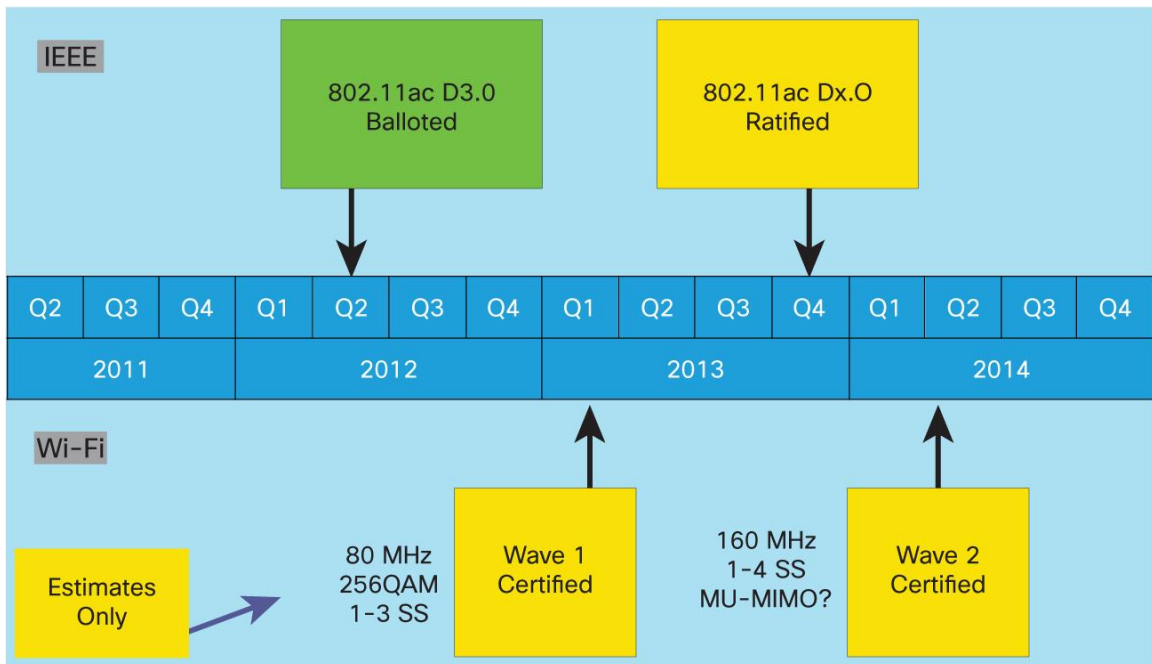 IEEE
802.11ac D3.0
Balloted
802.11ac Dx.O
Ratified
Q2 Q3 Q4 Q1 Q2 Q3 Q4 Q1 Q2 Q3 Q4 Q1 Q2 Q3 Q4
2011 2012 2013 2014
Wi-Fi
Estimates
Only
80 MHz
256QAM
1-3 SS
Wave 1
Certified
160 MHz
1-4 SS
MU-MIMO?
Wave 2
Certified